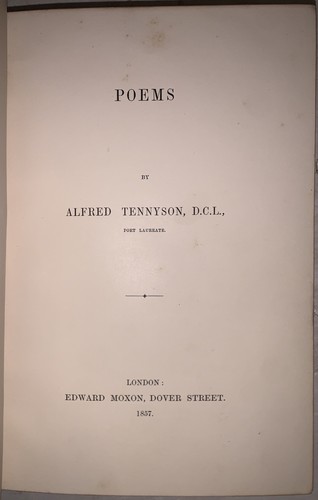 POEMS
BY
ALFRED TENNYSON, D.C.L.,
POET LAUREATE.
LONDON:
EDWARD MOXON, DOVER STREET.
1857.